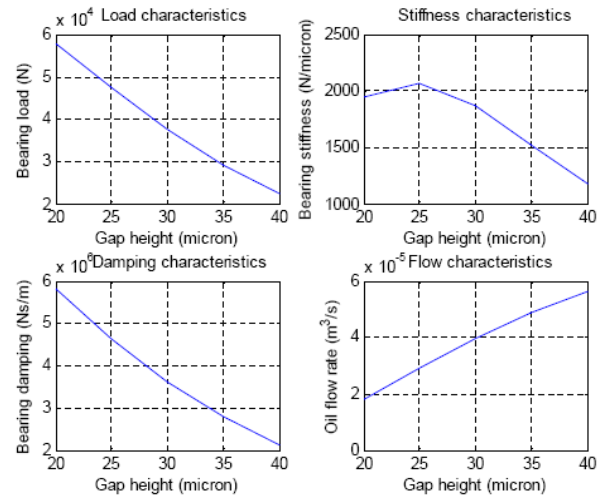 x 10^4 Load characteristics
6
5
4
3
2
Bearing load (N)
20 25 30 35 40
Gap height (micron)
Stiffness characteristics
2500
2000
1500
1000
Bearing stiffness (N/micron)
20 25 30 35 40
Gap height (micron)
x 10^6 Damping characteristics
6
5
4
3
2
Bearing damping (Ns/m)
20 25 30 35 40
Gap height (micron)
x 10^-5 Flow characteristics
6
4
2
0
Oil flow rate (m^3/s)
20 25 30 35 40
Gap height (micron)